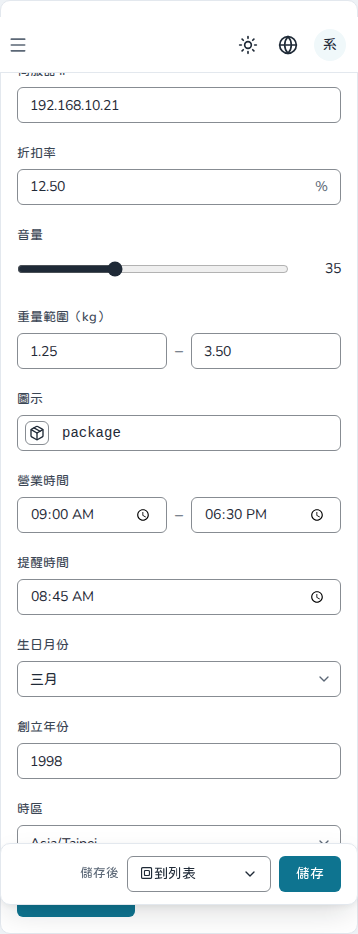 系
192.168.10.21
折扣率
12.50 %
音量
35
重量範圍（kg）
1.25 – 3.50
圖示
package
營業時間
09:00 AM – 06:30 PM
提醒時間
08:45 AM
生日月份
三月
創立年份
1998
時區
Asia/Taipei
儲存後 回到列表 儲存